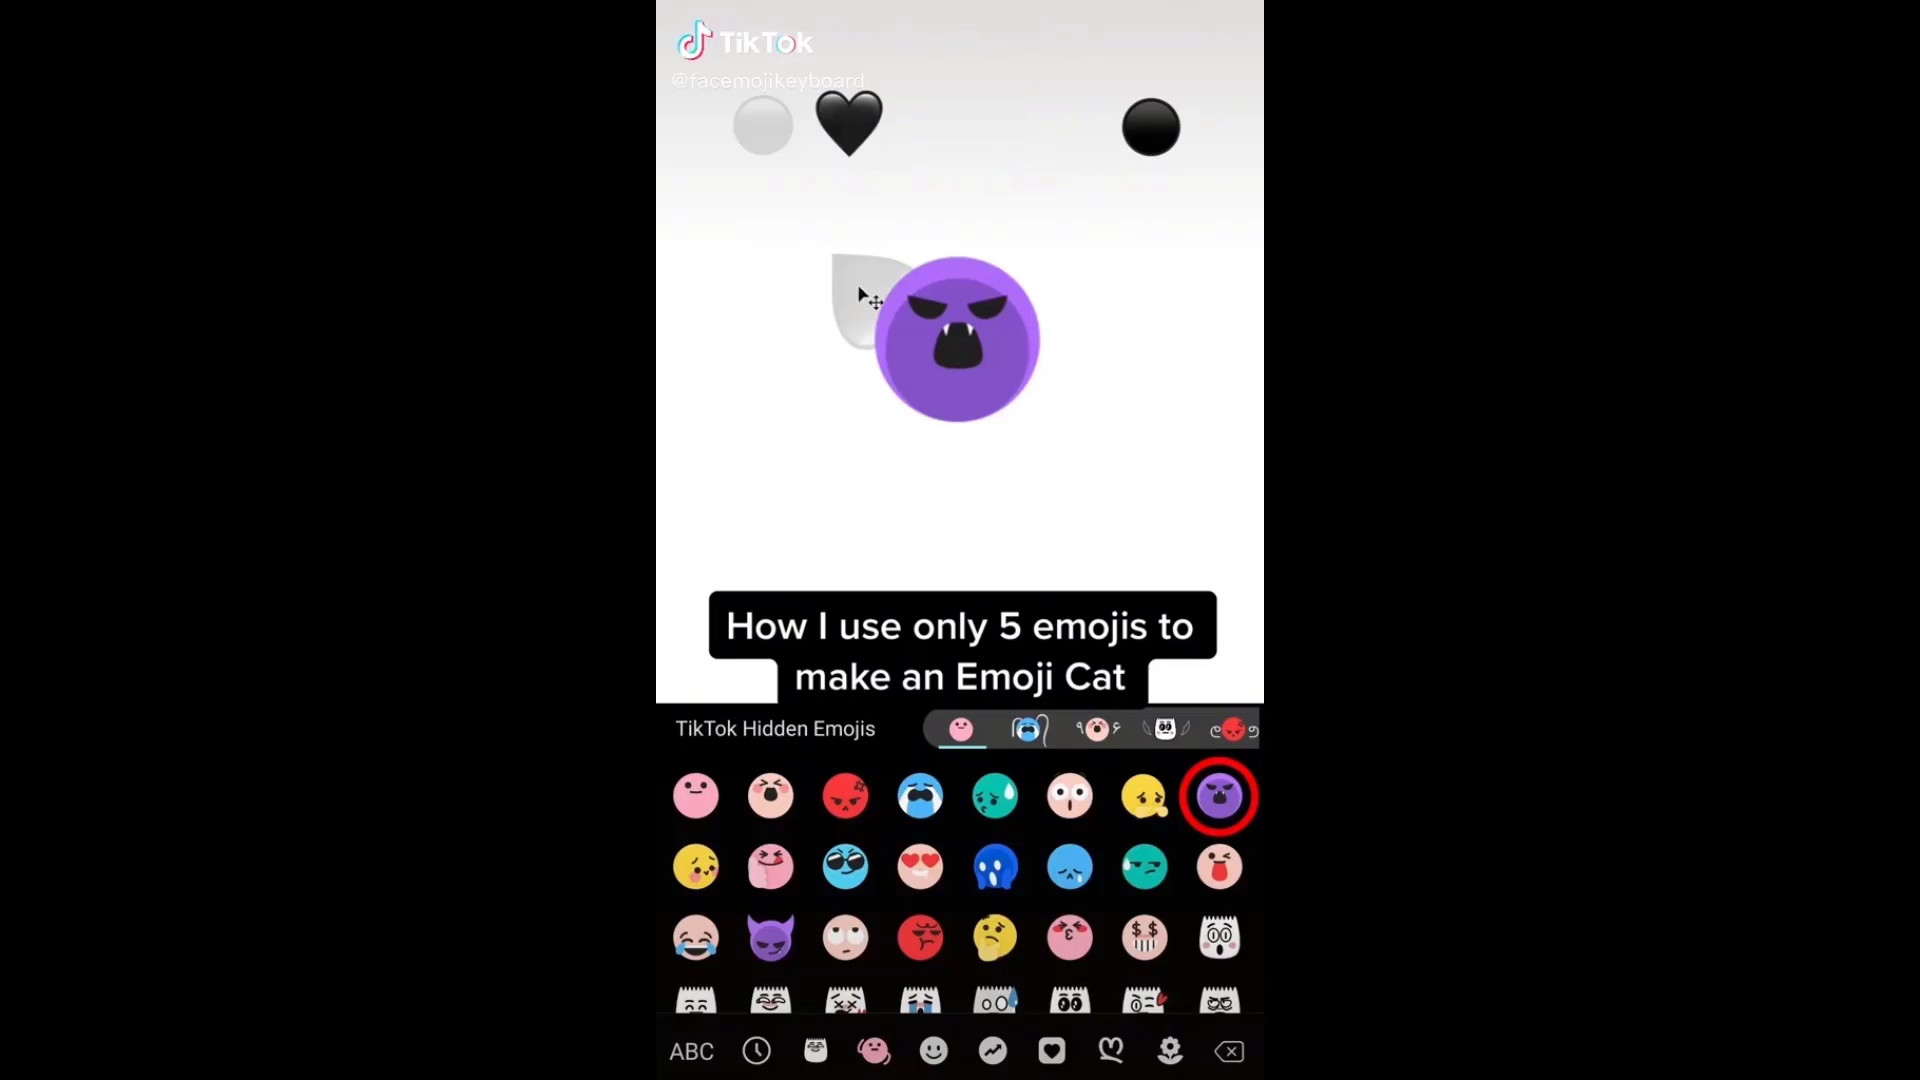 TikTok
@facemojikeyboard
How I use only 5 emojis to
make an Emoji Cat
TikTok Hidden Emojis
ABC